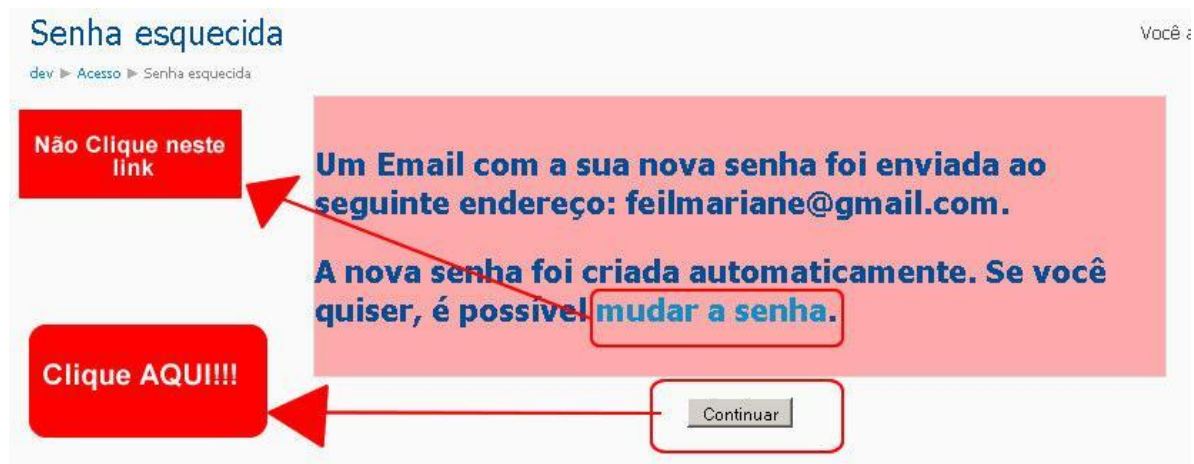 Senha esquecida
Você a
dev ► Acesso ► Senha esquecida
Não Clique neste
link
Um Email com a sua nova senha foi enviada ao
seguinte endereço: feilmariane@gmail.com.
A nova senha foi criada automaticamente. Se você
quiser, é possível mudar a senha.
Clique AQUI!!!
Continuar